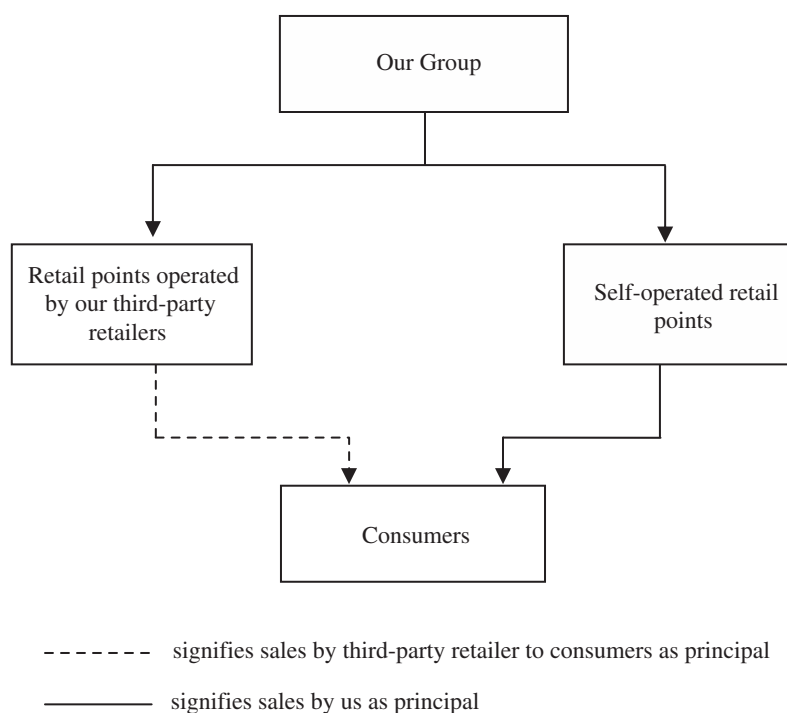 Our Group
Retail points operated
by our third-party
retailers
Self-operated retail
points
Consumers
signifies sales by third-party retailer to consumers as principal
signifies sales by us as principal